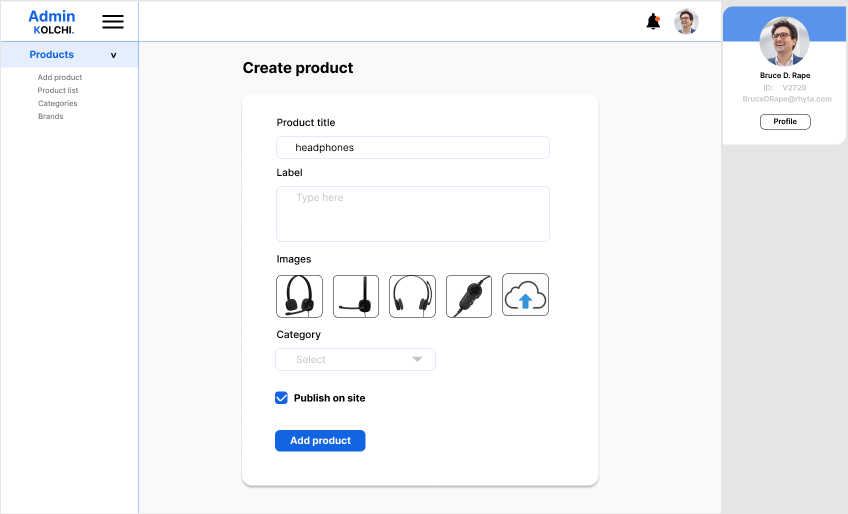 Admin
KOLCHI.
Products v
Add product
Product list
Categories
Brands
Create product
Product title
headphones
Label
Type here
Images
Category
Select
Publish on site
Add product
Bruce D. Rape
ID: V2729
BruceDRape@rhyta.com
Profile